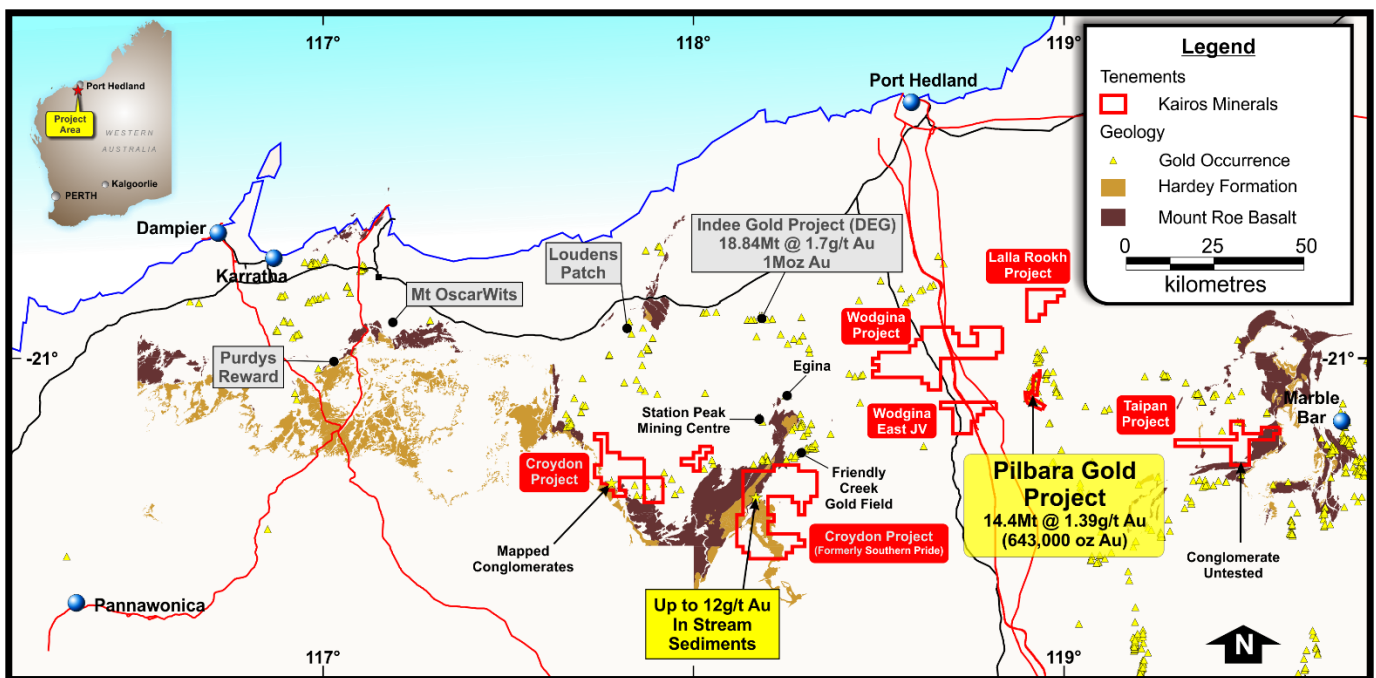 117°
118°
119°
Port Hedland
Project
Area
WESTERN
AUSTRALIA
PERTH
Kalgoorlie
Port Hedland
Legend
Tenements
Kairos Minerals
Geology
Gold Occurrence
Hardey Formation
Mount Roe Basalt
0 25 50
kilometres
Dampier
Karratha
Mt OscarWits
Purdys
Reward
Loudens
Patch
Indee Gold Project (DEG)
18.84Mt @ 1.7g/t Au
1Moz Au
Lalla Rookh
Project
Wodgina
Project
-21°
-21°
Egina
Station Peak
Mining Centre
Wodgina
East JV
Taipan
Project
Marble
Bar
Croydon
Project
Friendly
Creek
Gold Field
Pilbara Gold
Project
14.4Mt @ 1.39g/t Au
(643,000 oz Au)
Croydon Project
(Formerly Southern Pride)
Mapped
Conglomerates
Conglomerate
Untested
Pannawonica
Up to 12g/t Au
In Stream
Sediments
N
117°
119°